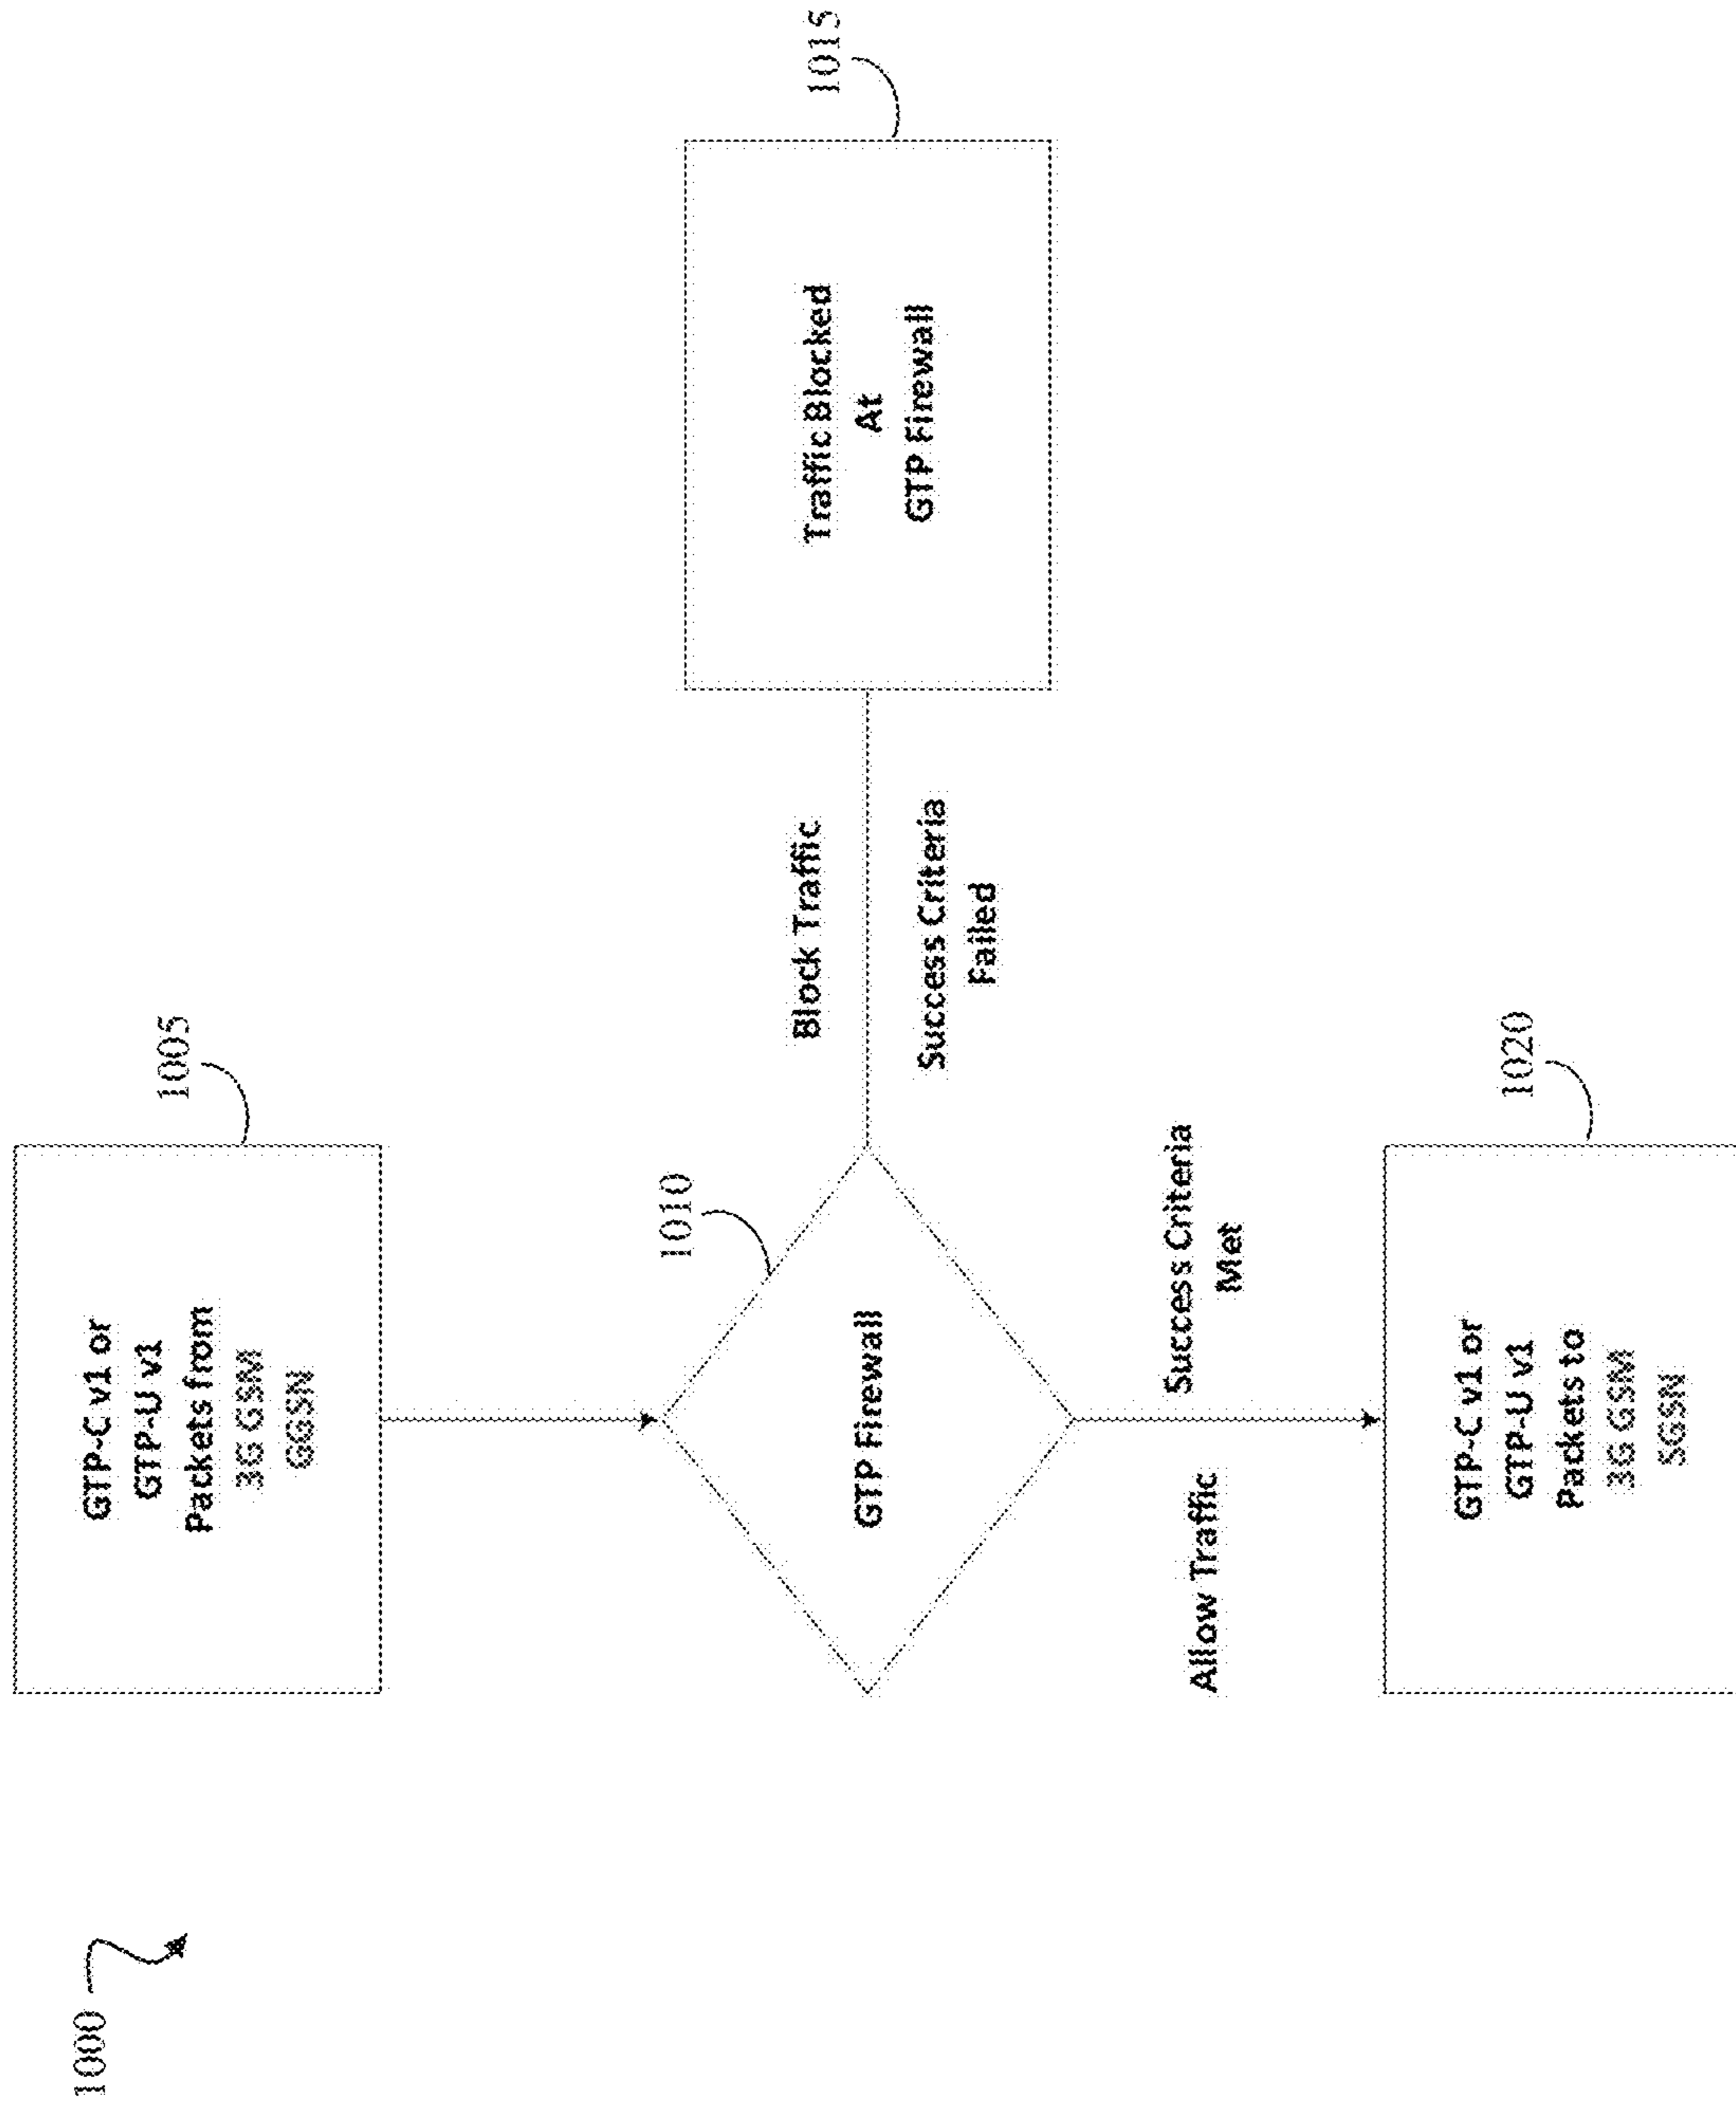 1000
1005
GTP-C v1 or
GTP-U v1
Packets from
3G GSM
GGSN
1010
GTP Firewall
Block Traffic
Success Criteria
Failed
1015
Traffic Blocked
At
GTP Firewall
Allow Traffic
Success Criteria
Met
1020
GTP-C v1 or
GTP-U v1
Packets to
3G GSM
SGSN